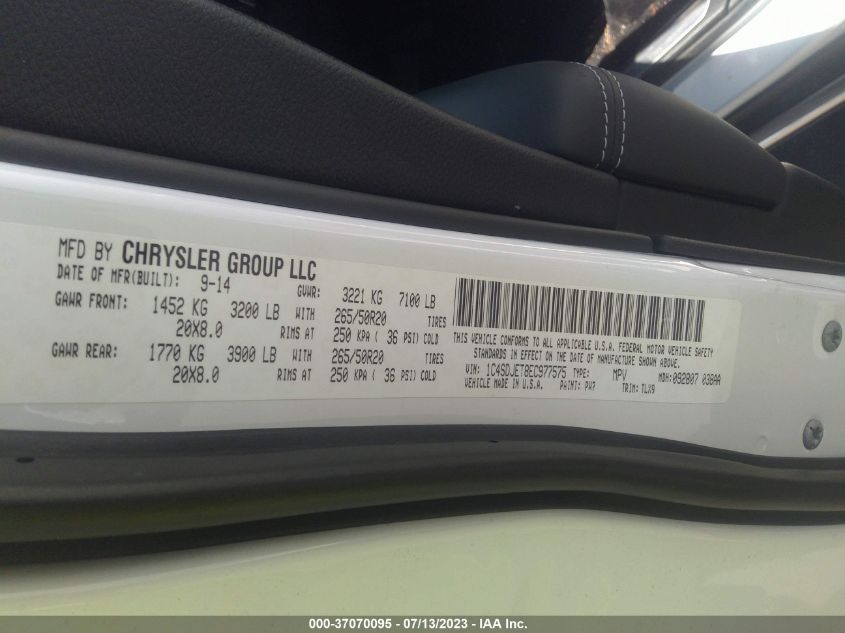 MFD BY CHRYSLER GROUP LLC
DATE OF MFR(BUILT): 9-14 GVWR: 3221 KG 7100 LB
GAWR FRONT: 1452 KG 3200 LB WITH 265/50R20 TIRES
20X8.0 RIMS AT 250 KPA ( 36 PSI) COLD
GAWR REAR: 1770 KG 3900 LB WITH 265/50R20 TIRES
20X8.0 RIMS AT 250 KPA ( 36 PSI) COLD
THIS VEHICLE CONFORMS TO ALL APPLICABLE U.S.A. FEDERAL MOTOR VEHICLE SAFETY
STANDARDS IN EFFECT ON THE DATE OF MANUFACTURE SHOWN ABOVE.
VIN: 1C4SDJET8EC977575 TYPE: MPV MDH: 092807 038AA
VEHICLE MADE IN U.S.A. PAINT: PW7 TRIM: TLX9
000-37070095 - 07/13/2023 - IAA Inc.